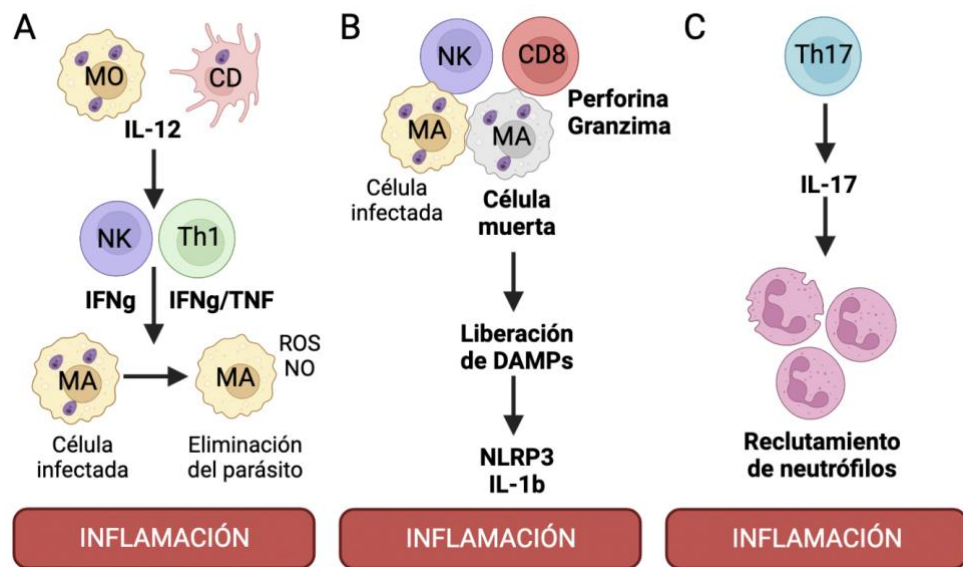 A
MO
CD
IL-12
NK
Th1
IFNg
IFNg/TNF
MA
MA
ROS
NO
Célula
infectada
Eliminación
del parásito
INFLAMACIÓN
B
NK
CD8
MA
MA
Perforina
Granzima
Célula
infectada
Célula
muerta
Liberación
de DAMPs
NLRP3
IL-1b
INFLAMACIÓN
C
Th17
IL-17
Reclutamiento
de neutrófilos
INFLAMACIÓN